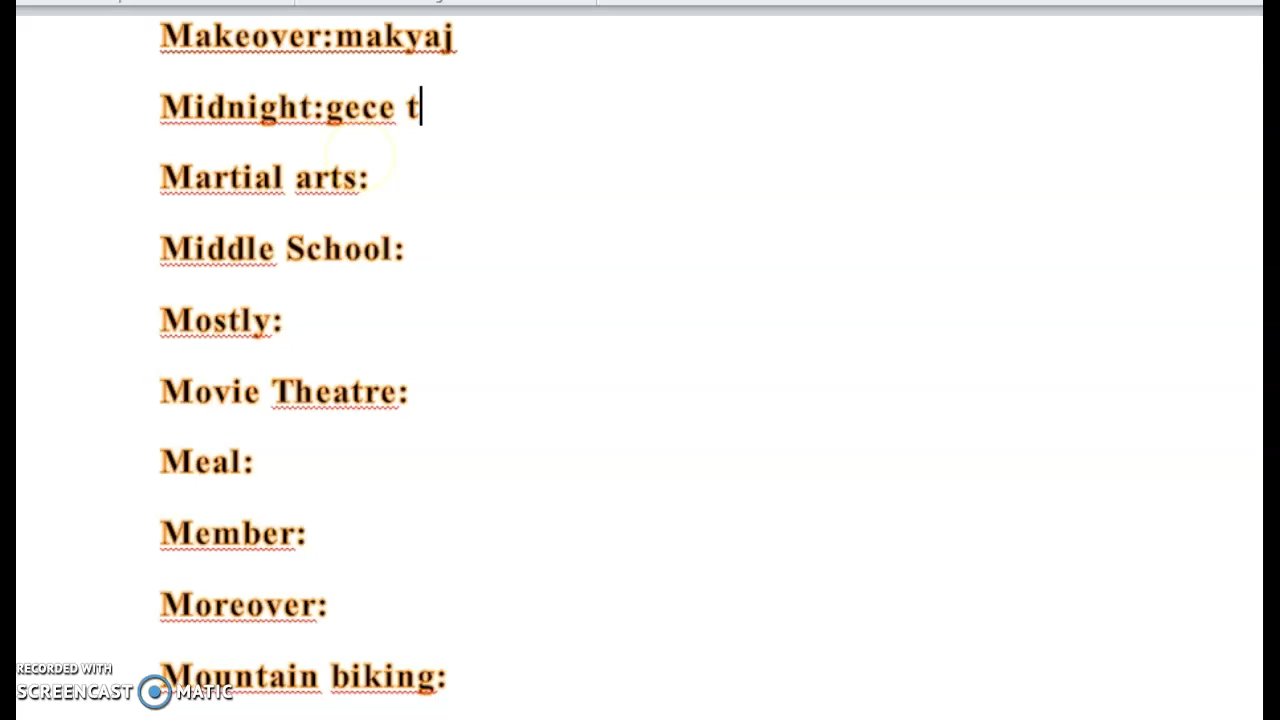 Makeover:makyaj
Midnight:gece t
Martial arts:
Middle School:
Mostly:
Movie Theatre:
Meal:
Member:
Moreover:
Mountain biking:
RECORDED WITH
SCREENCAST MATIC